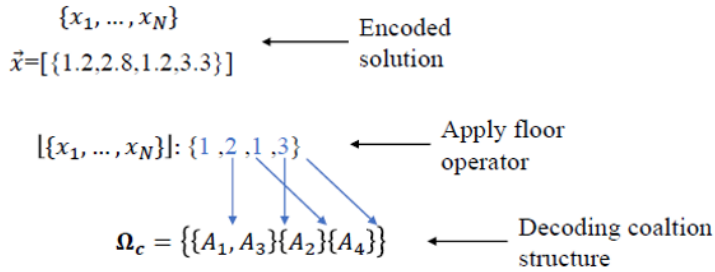 {x₁, ..., x_N}
Encoded
solution
x⃗=[{1.2,2.8,1.2,3.3}]
⌊{x₁, ..., x_N}⌋: {1 ,2 ,1 ,3}
Apply floor
operator
Ω_c = {{A₁, A₃}{A₂}{A₄}}
Decoding coaltion
structure